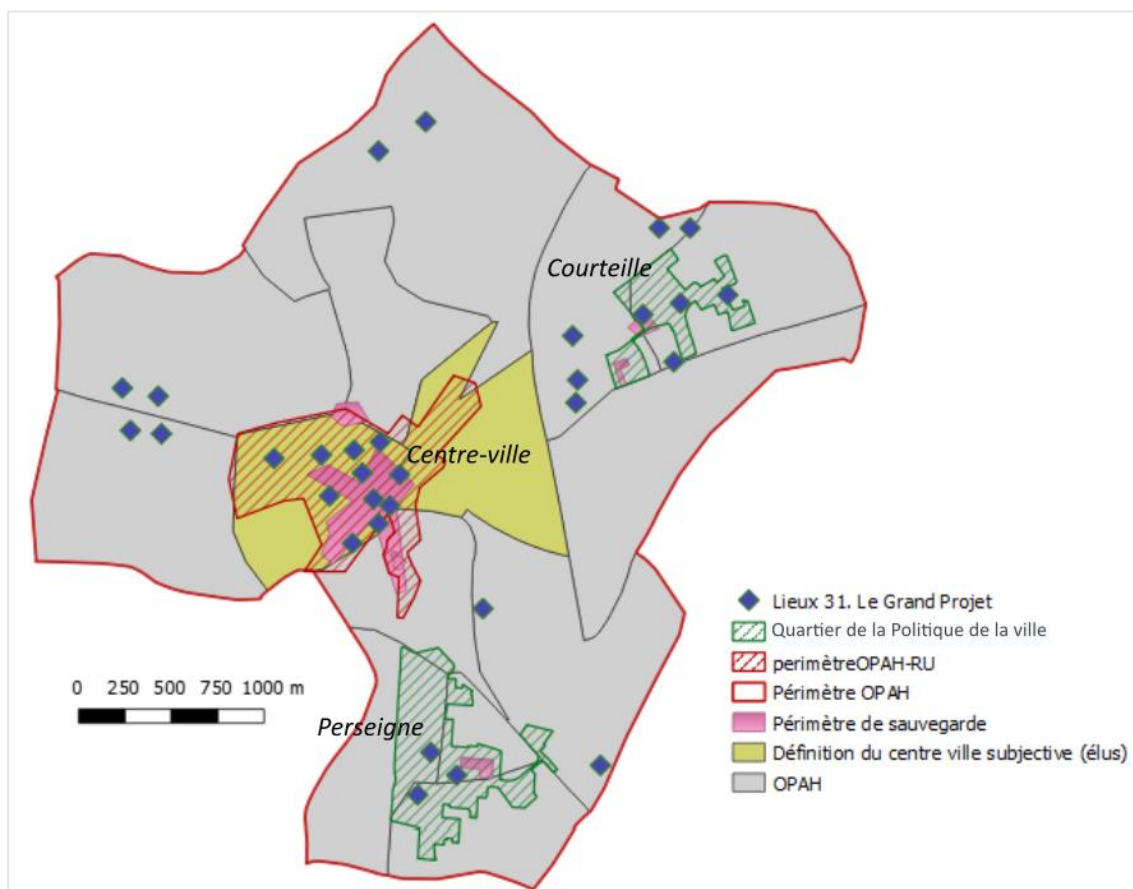 Courteille
Centre-ville
Perseigne
0 250 500 750 1000 m
Lieux 31. Le Grand Projet
Quartier de la Politique de la ville
perimètreOPAH-RU
Périmètre OPAH
Périmètre de sauvegarde
Définition du centre ville subjective (élus)
OPAH